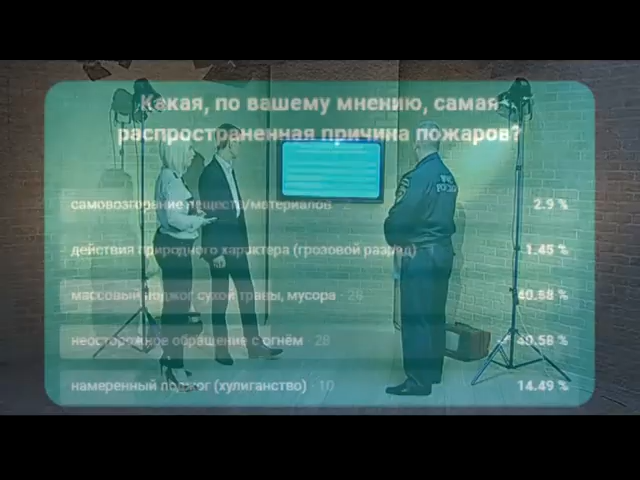 Какая, по вашему мнению, самая
распространенная причина пожаров?
самовозгорание веществ/материалов · 2 2.9 %
действия природного характера (грозовой разряд) 1.45 %
массовый поджог сухой травы, мусора · 28 40.58 %
неосторожное обращение с огнём · 28 40.58 %
намеренный поджог (хулиганство) · 10 14.49 %